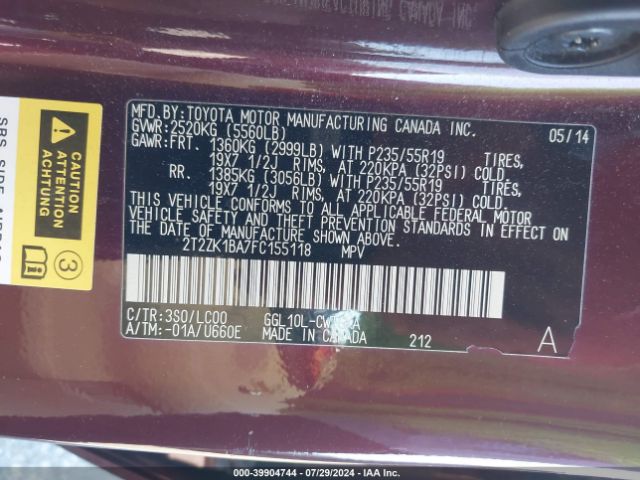 MFD.BY: TOYOTA MOTOR MANUFACTURING CANADA INC. 05/14
GVWR:2520KG (5560LB)
GAWR:FRT. 1360KG (2999LB) WITH P235/55R19 TIRES,
19X7 1/2J RIMS, AT 220KPA (32PSI) COLD.
RR. 1385KG (3056LB) WITH P235/55R19 TIRES,
19X7 1/2J RIMS, AT 220KPA (32PSI) COLD.
THIS VEHICLE CONFORMS TO ALL APPLICABLE FEDERAL MOTOR
VEHICLE SAFETY AND THEFT PREVENTION STANDARDS IN EFFECT ON
THE DATE OF MANUFACTURE SHOWN ABOVE.
2T2ZK1BA7FC155118 MPV
C/TR:3S0/LC00
A/TM:-01A/U660E MADE IN CANADA 212 A
CAUTION
ATTENTION
3
000-39904744 / 07/29/2024 / IAA Inc.